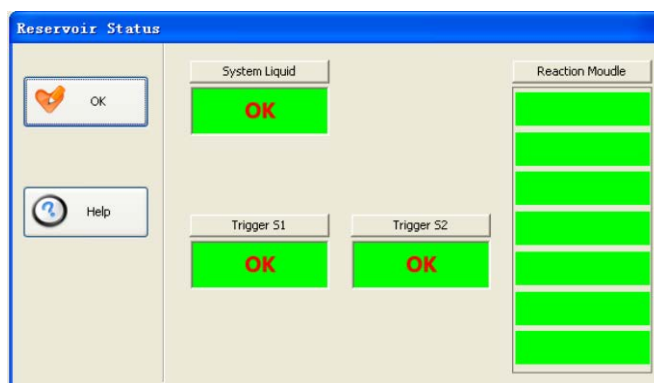 Reservoir Status
OK
Help
System Liquid
OK
Trigger S1
OK
Trigger S2
OK
Reaction Moudle